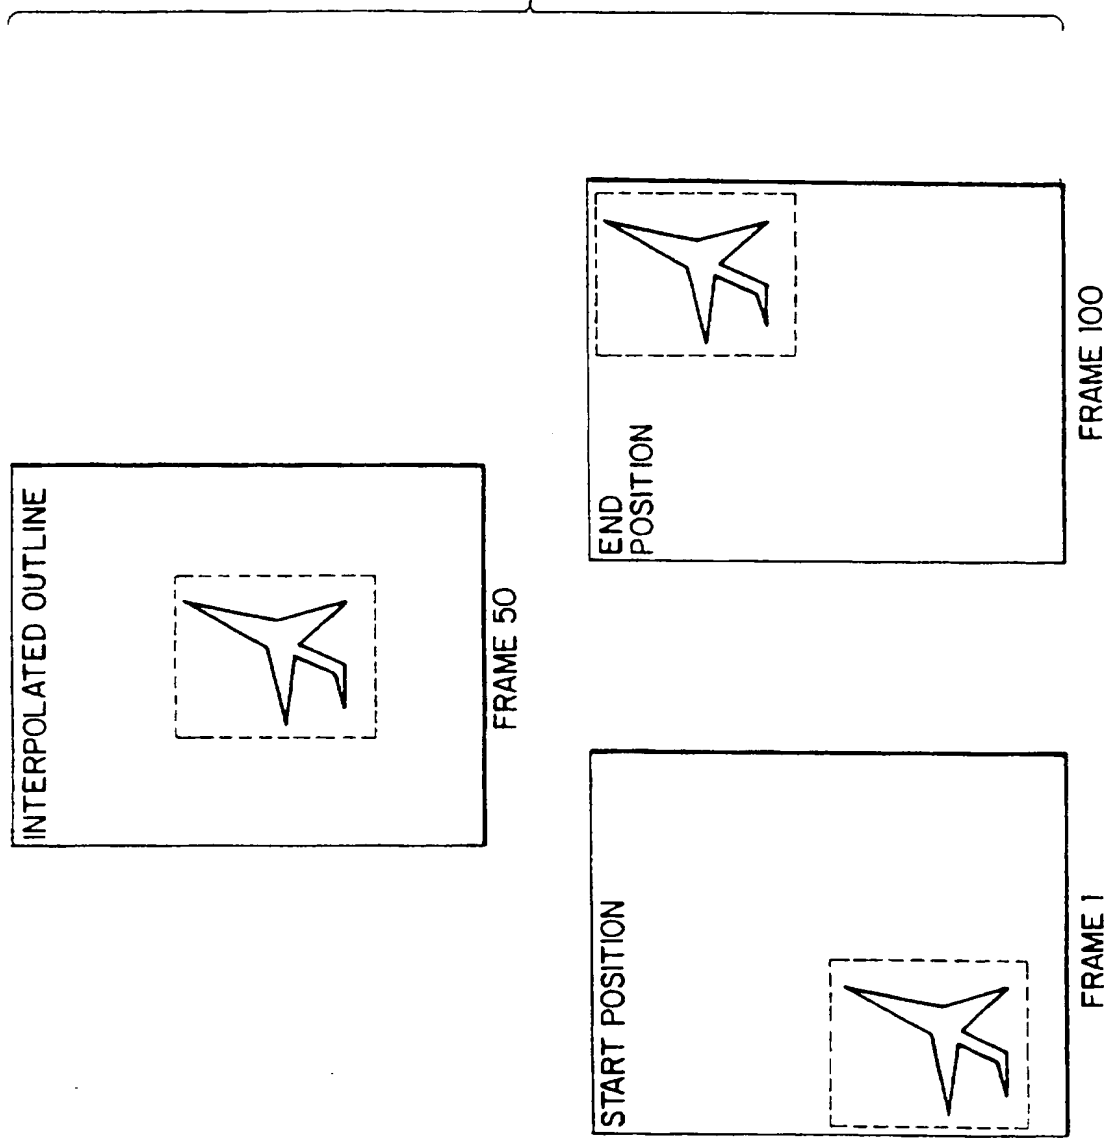 INTERPOLATED OUTLINE
FRAME 50
START POSITION
FRAME 1
END
POSITION
FRAME 100